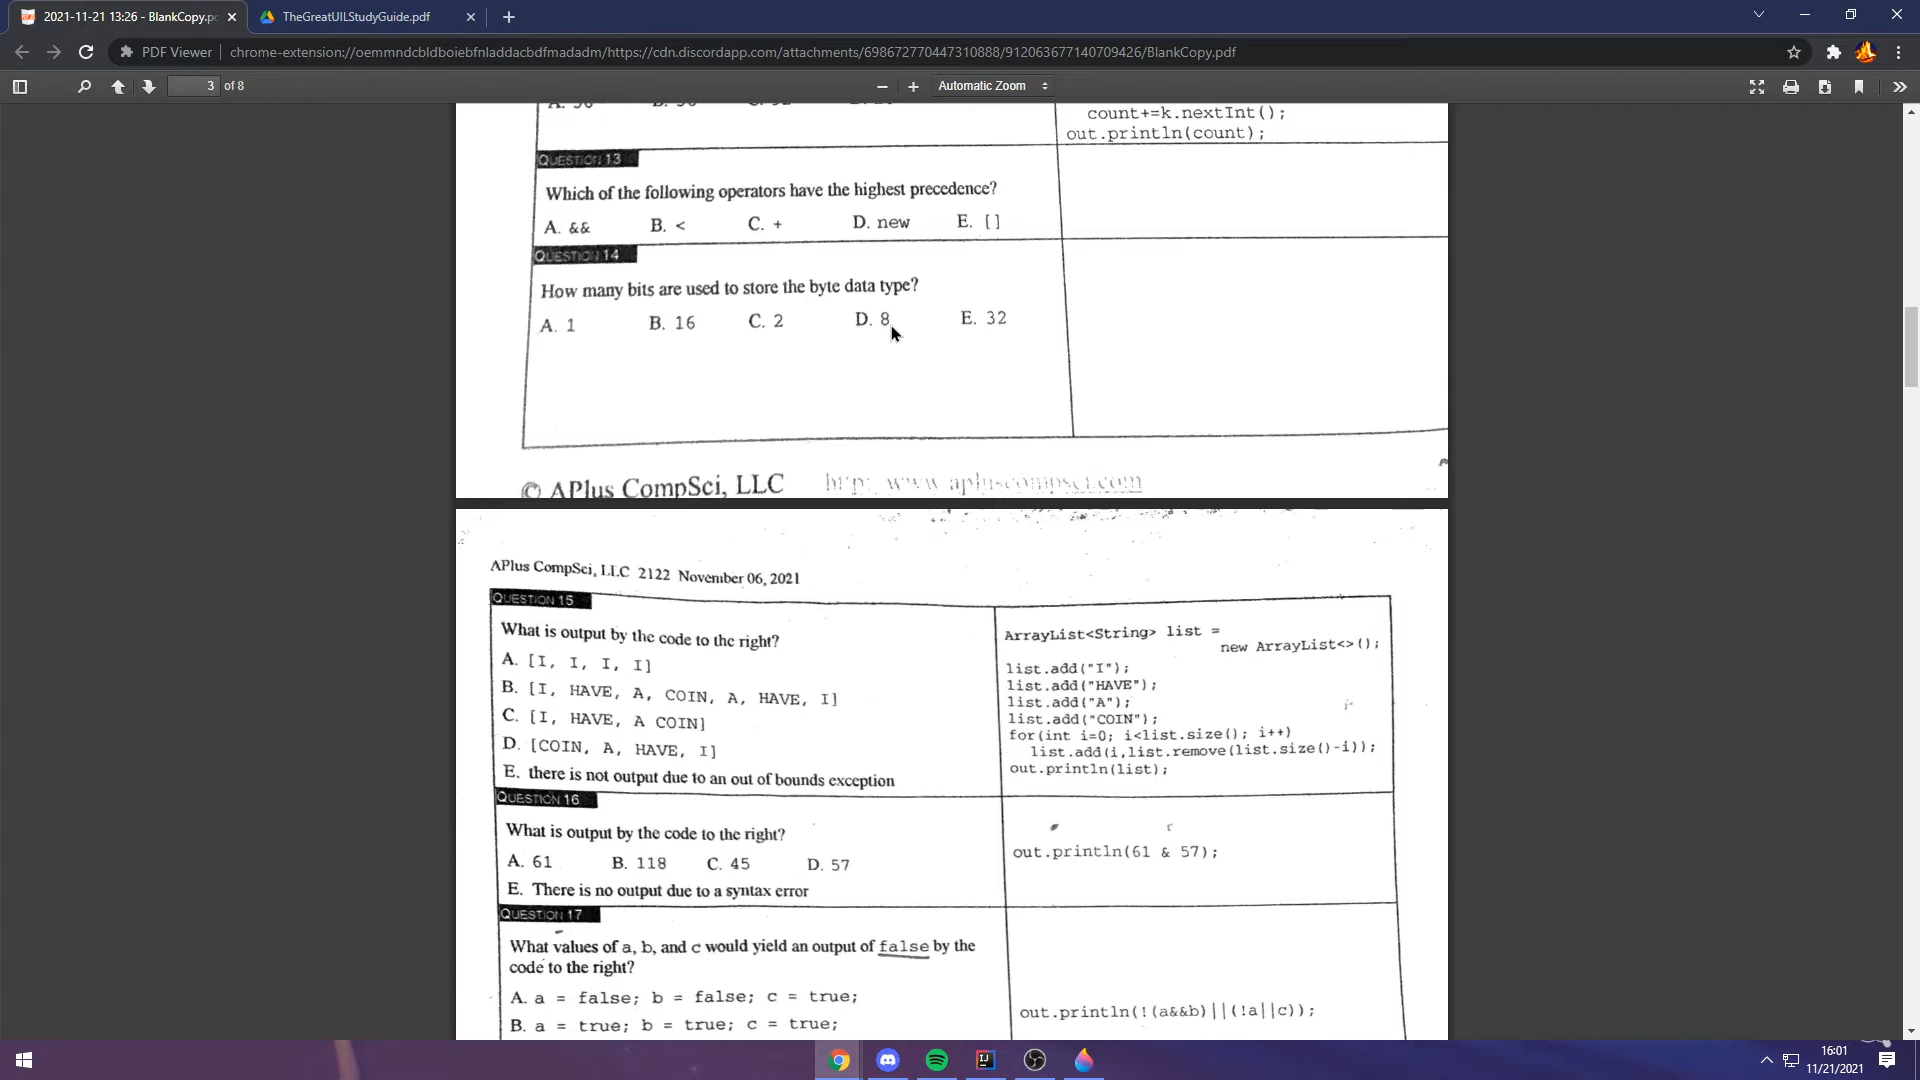 2021-11-21 13:26 - BlankCopy.pd
TheGreatUILStudyGuide.pdf
PDF Viewer
chrome-extension://oemmndcbldboiebfnladdacbdfmadadm/https://cdn.discordapp.com/attachments/698672770447310888/912063677140709426/BlankCopy.pdf
3 of 8
Automatic Zoom
count+=k.nextInt();
out.println(count);
QUESTION 13
Which of the following operators have the highest precedence?
A. && B. < C. + D. new E. []
QUESTION 14
How many bits are used to store the byte data type?
A. 1 B. 16 C. 2 D. 8 E. 32
© APlus CompSci, LLC http: www.apluscompsci.com
APlus CompSci, LLC 2122 November 06, 2021
QUESTION 15
What is output by the code to the right?
A. [I, I, I, I]
B. [I, HAVE, A, COIN, A, HAVE, I]
C. [I, HAVE, A COIN]
D. [COIN, A, HAVE, I]
E. there is not output due to an out of bounds exception
ArrayList<String> list =
new ArrayList<>();
list.add("I");
list.add("HAVE");
list.add("A");
list.add("COIN");
for(int i=0; i<list.size(); i++)
list.add(i,list.remove(list.size()-i));
out.println(list);
QUESTION 16
What is output by the code to the right?
A. 61 B. 118 C. 45 D. 57
E. There is no output due to a syntax error
out.println(61 & 57);
QUESTION 17
What values of a, b, and c would yield an output of false by the
code to the right?
A. a = false; b = false; c = true;
B. a = true; b = true; c = true;
out.println(!(a&&b)||(!a||c));
16:01
11/21/2021